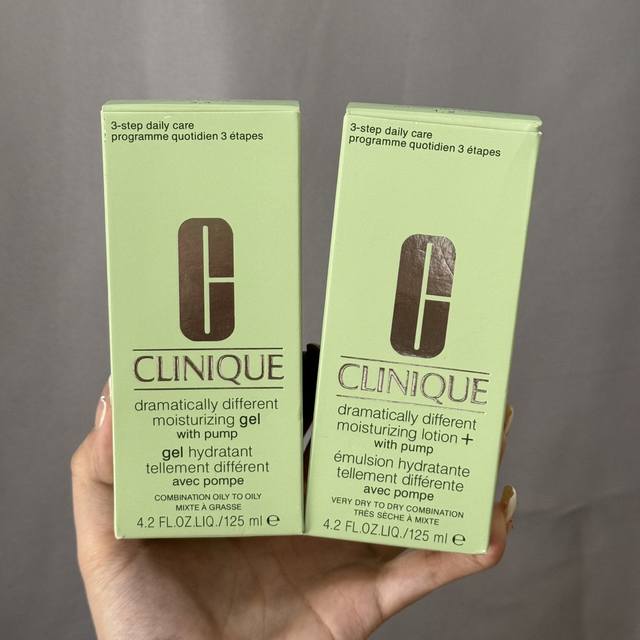 3-step daily care
programme quotidien 3 étapes
C
CLINIQUE
dramatically different
moisturizing gel
with pump
gel hydratant
tellement différent
avec pompe
COMBINATION OILY TO OILY
MIXTE À GRASSE
4.2 FL.OZ.LIQ./125 ml ℮
3-step daily care
programme quotidien 3 étapes
C
CLINIQUE
dramatically different
moisturizing lotion +
with pump
émulsion hydratante
tellement différente
avec pompe
VERY DRY TO DRY COMBINATION
TRÈS SÈCHE À MIXTE
4.2 FL.OZ.LIQ./125 ml ℮